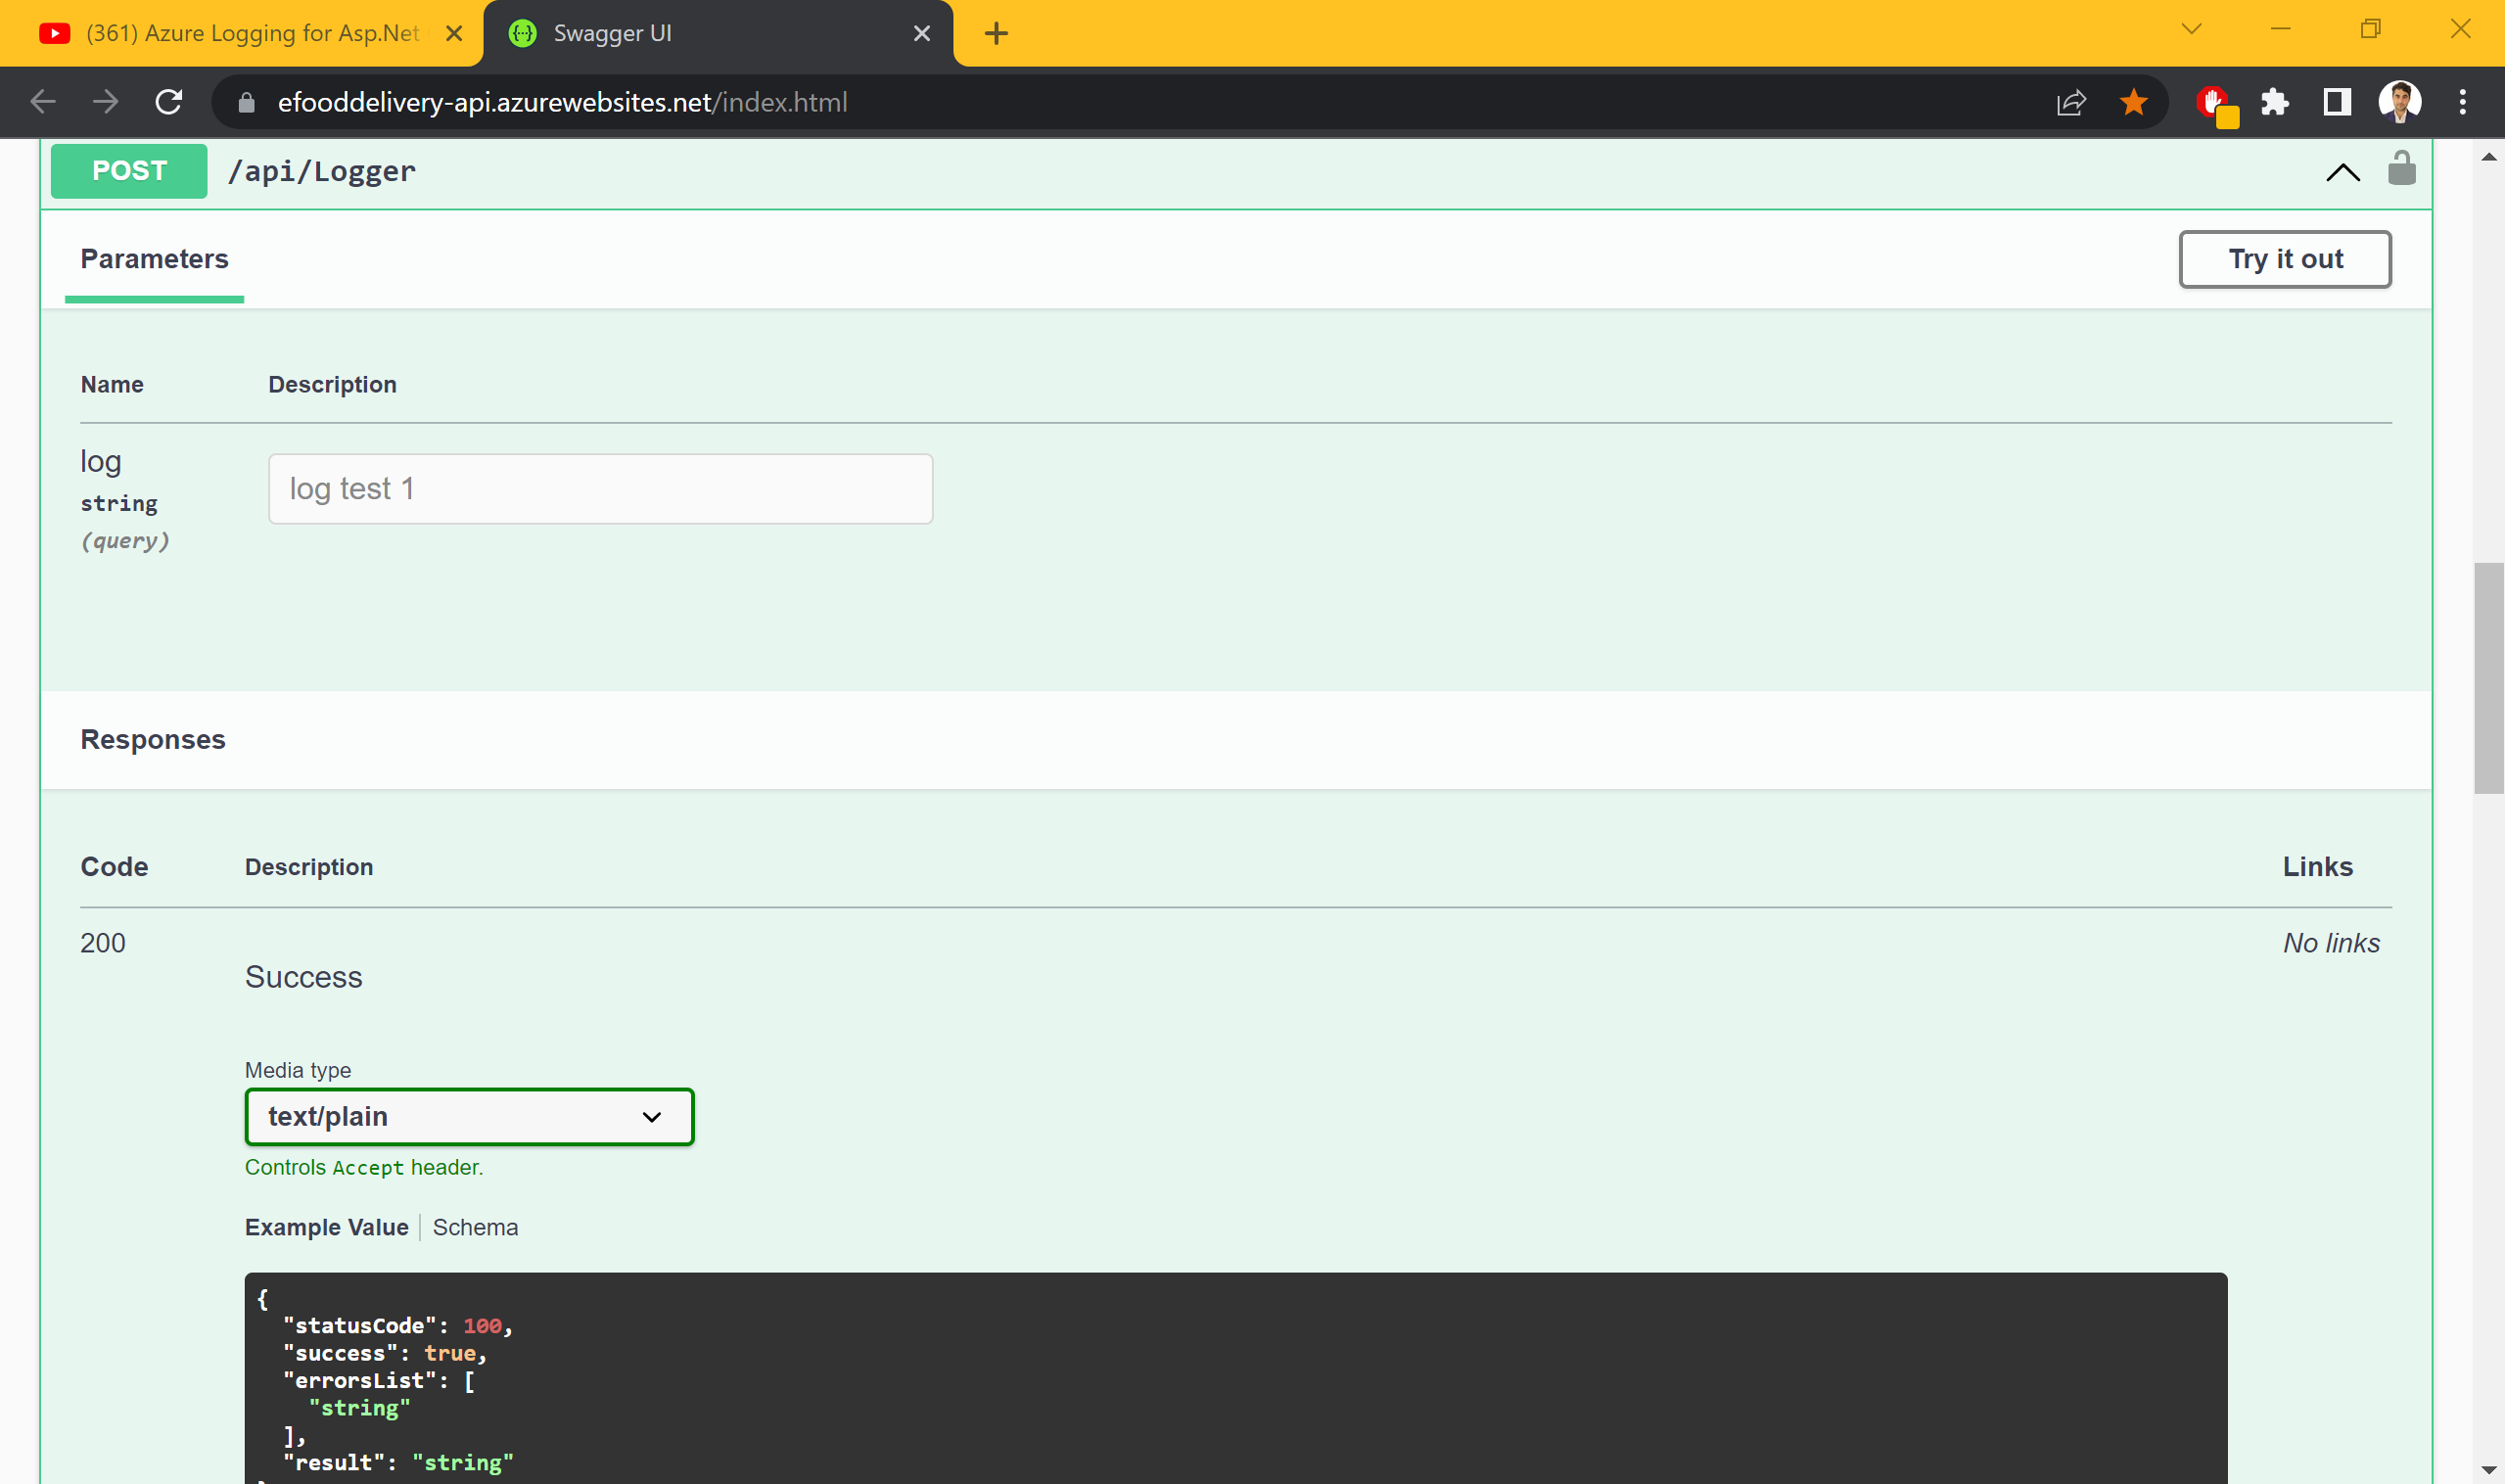 (361) Azure Logging for Asp.Net
Swagger UI
efooddelivery-api.azurewebsites.net/index.html
POST /api/Logger
Parameters
Try it out
Name Description
log
string
(query)
log test 1
Responses
Code Description Links
200
Success
No links
Media type
text/plain
Controls Accept header.
Example Value Schema
{
"statusCode": 100,
"success": true,
"errorsList": [
"string"
],
"result": "string"